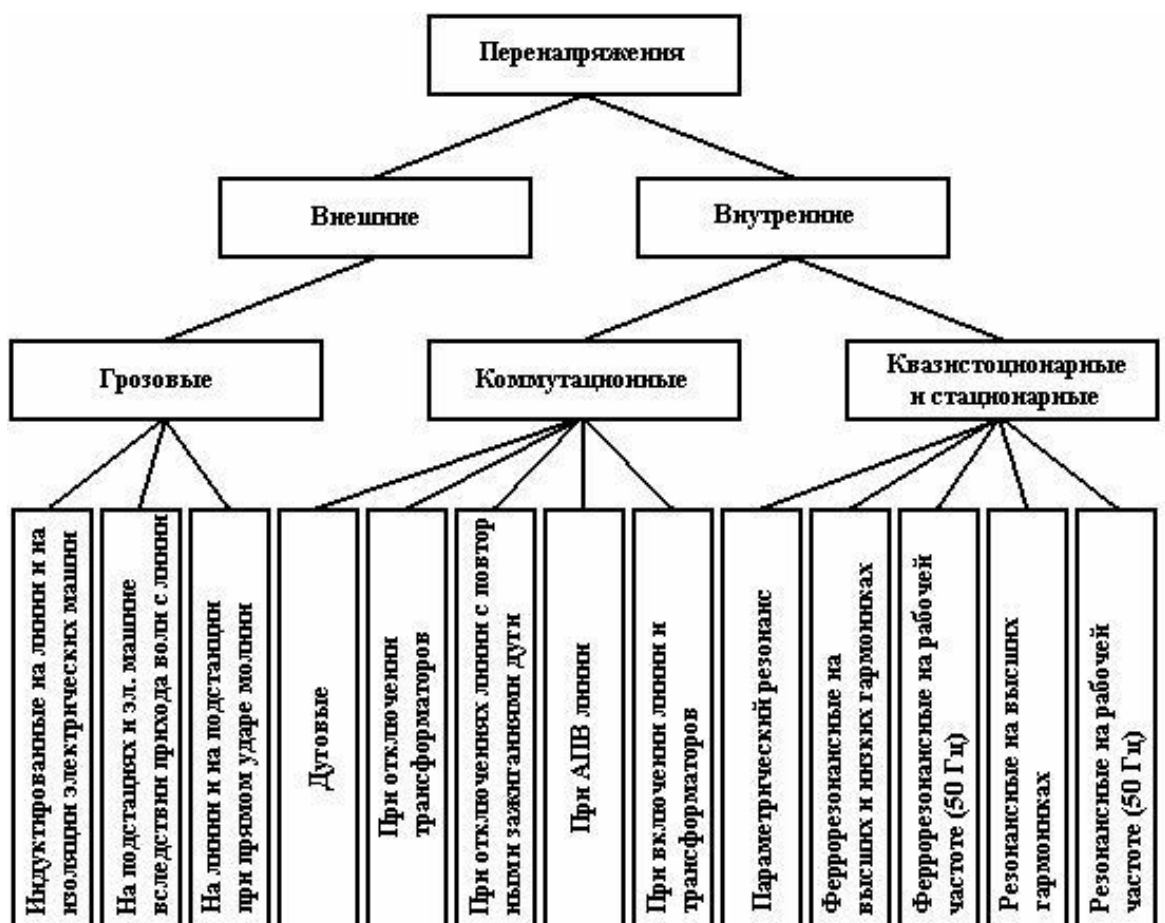 Перенапряжения
Внешние
Внутренние
Грозовые
Коммутационные
Квазистоционарные
и стационарные
Индуктированные на линии и на
изоляции электрических машин
На подстациях и эл. машине
вследствии прихода волн с линии
На линии и на подстанции
при прямом ударе молнии
Дуговые
При отключении
трансформаторов
При отключениях линии с повтор
ными зажиганиями дуги
При АПВ линии
При включении линии и
трансформаторов
Параметрический резонанс
Феррорезонансные на
высших и низких гармониках
Феррорезонансные на рабочей
частоте (50 Гц)
Резонансные на высших
гармониках
Резонансные на рабочей
частоте (50 Гц)